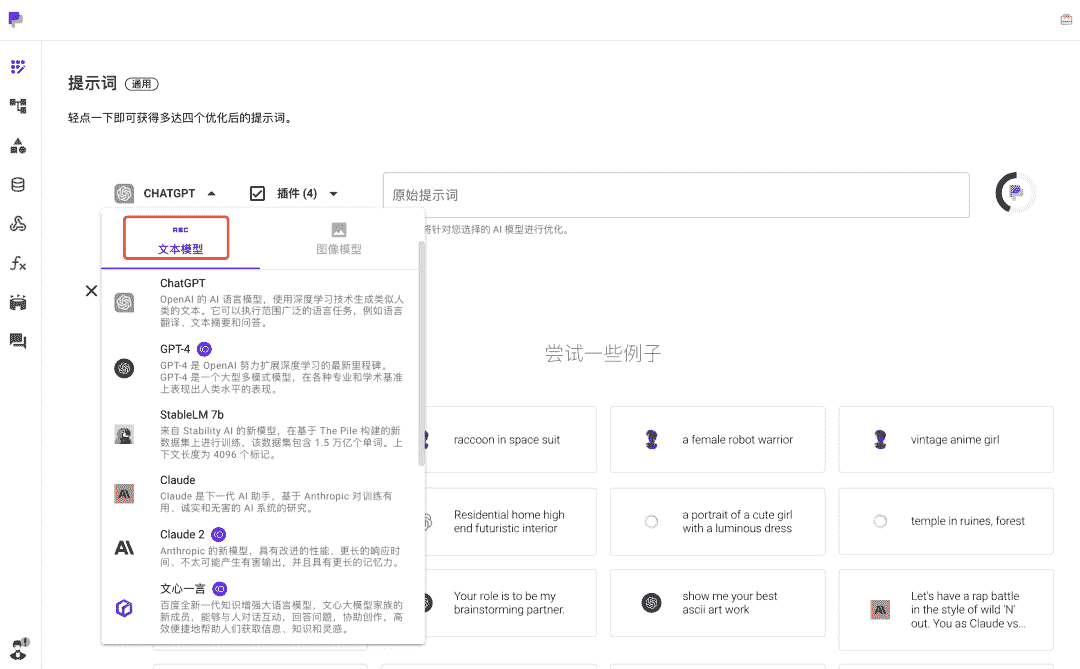 提示词 通用
轻点一下即可获得多达四个优化后的提示词。
CHATGPT 插件 (4) 原始提示词
将针对您选择的 AI 模型进行优化。
ABC
文本模型 图像模型
ChatGPT
OpenAI 的 AI 语言模型，使用深度学习技术生成类似人
类的文本。它可以执行范围广泛的语言任务，例如语言
翻译、文本摘要和问答。
GPT-4
GPT-4 是 OpenAI 努力扩展深度学习的最新里程碑。
GPT-4 是一个大型多模式模型，在各种专业和学术基准
上表现出人类水平的表现。
StableLM 7b
来自 Stability AI 的新模型，在基于 The Pile 构建的新
数据集上进行训练，该数据集包含 1.5 万亿个单词。上
下文长度为 4096 个标记。
Claude
Claude 是下一代 AI 助手，基于 Anthropic 对训练有
用、诚实和无害的 AI 系统的研究。
Claude 2
Anthropic 的新模型，具有改进的性能、更长的响应时
间、不太可能产生有害输出，并且具有更长的记忆力。
文心一言
百度全新一代知识增强大语言模型，文心大模型家族的
新成员，能够与人对话互动，回答问题，协助创作，高
效便捷地帮助人们获取信息、知识和灵感。
尝试一些例子
raccoon in space suit
a female robot warrior
vintage anime girl
Residential home high
end futuristic interior
a portrait of a cute girl
with a luminous dress
temple in ruines, forest
Your role is to be my
brainstorming partner.
show me your best
ascii art work
Let's have a rap battle
in the style of wild 'N'
out. You as Claude vs...